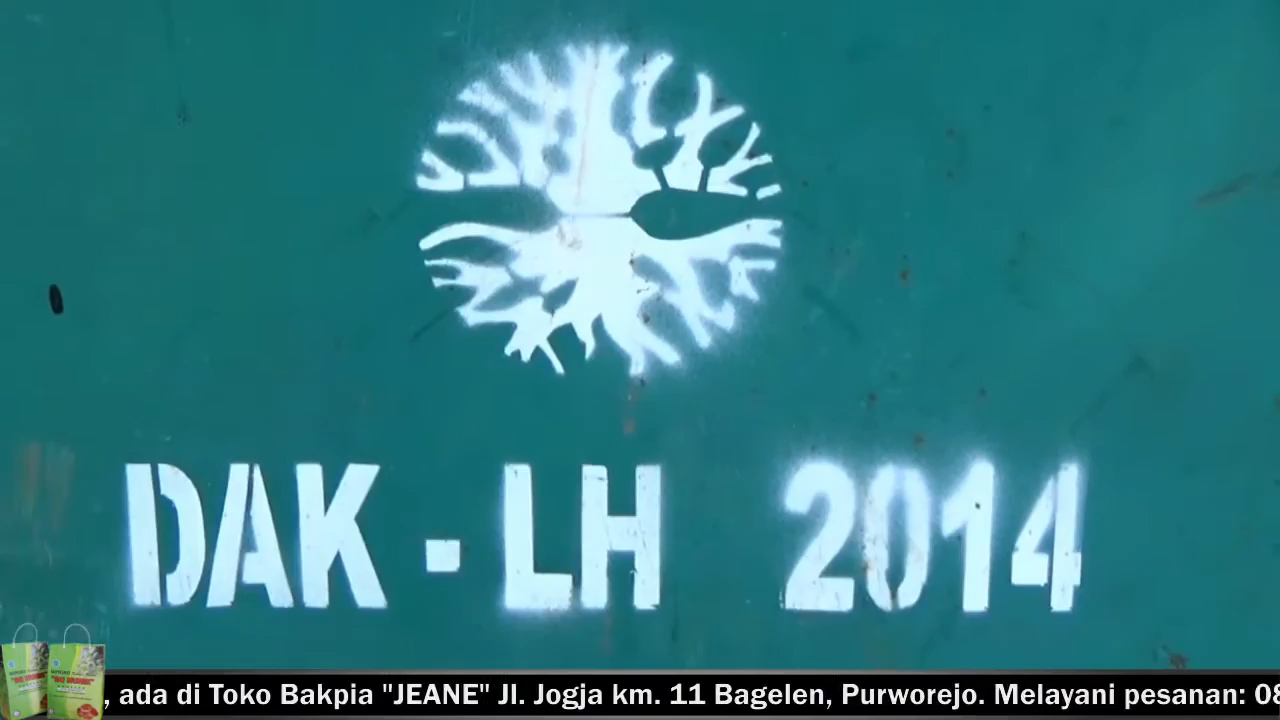 DAK - LH 2014
, ada di Toko Bakpia "JEANE" Jl. Jogja km. 11 Bagelen, Purworejo. Melayani pesanan: 08